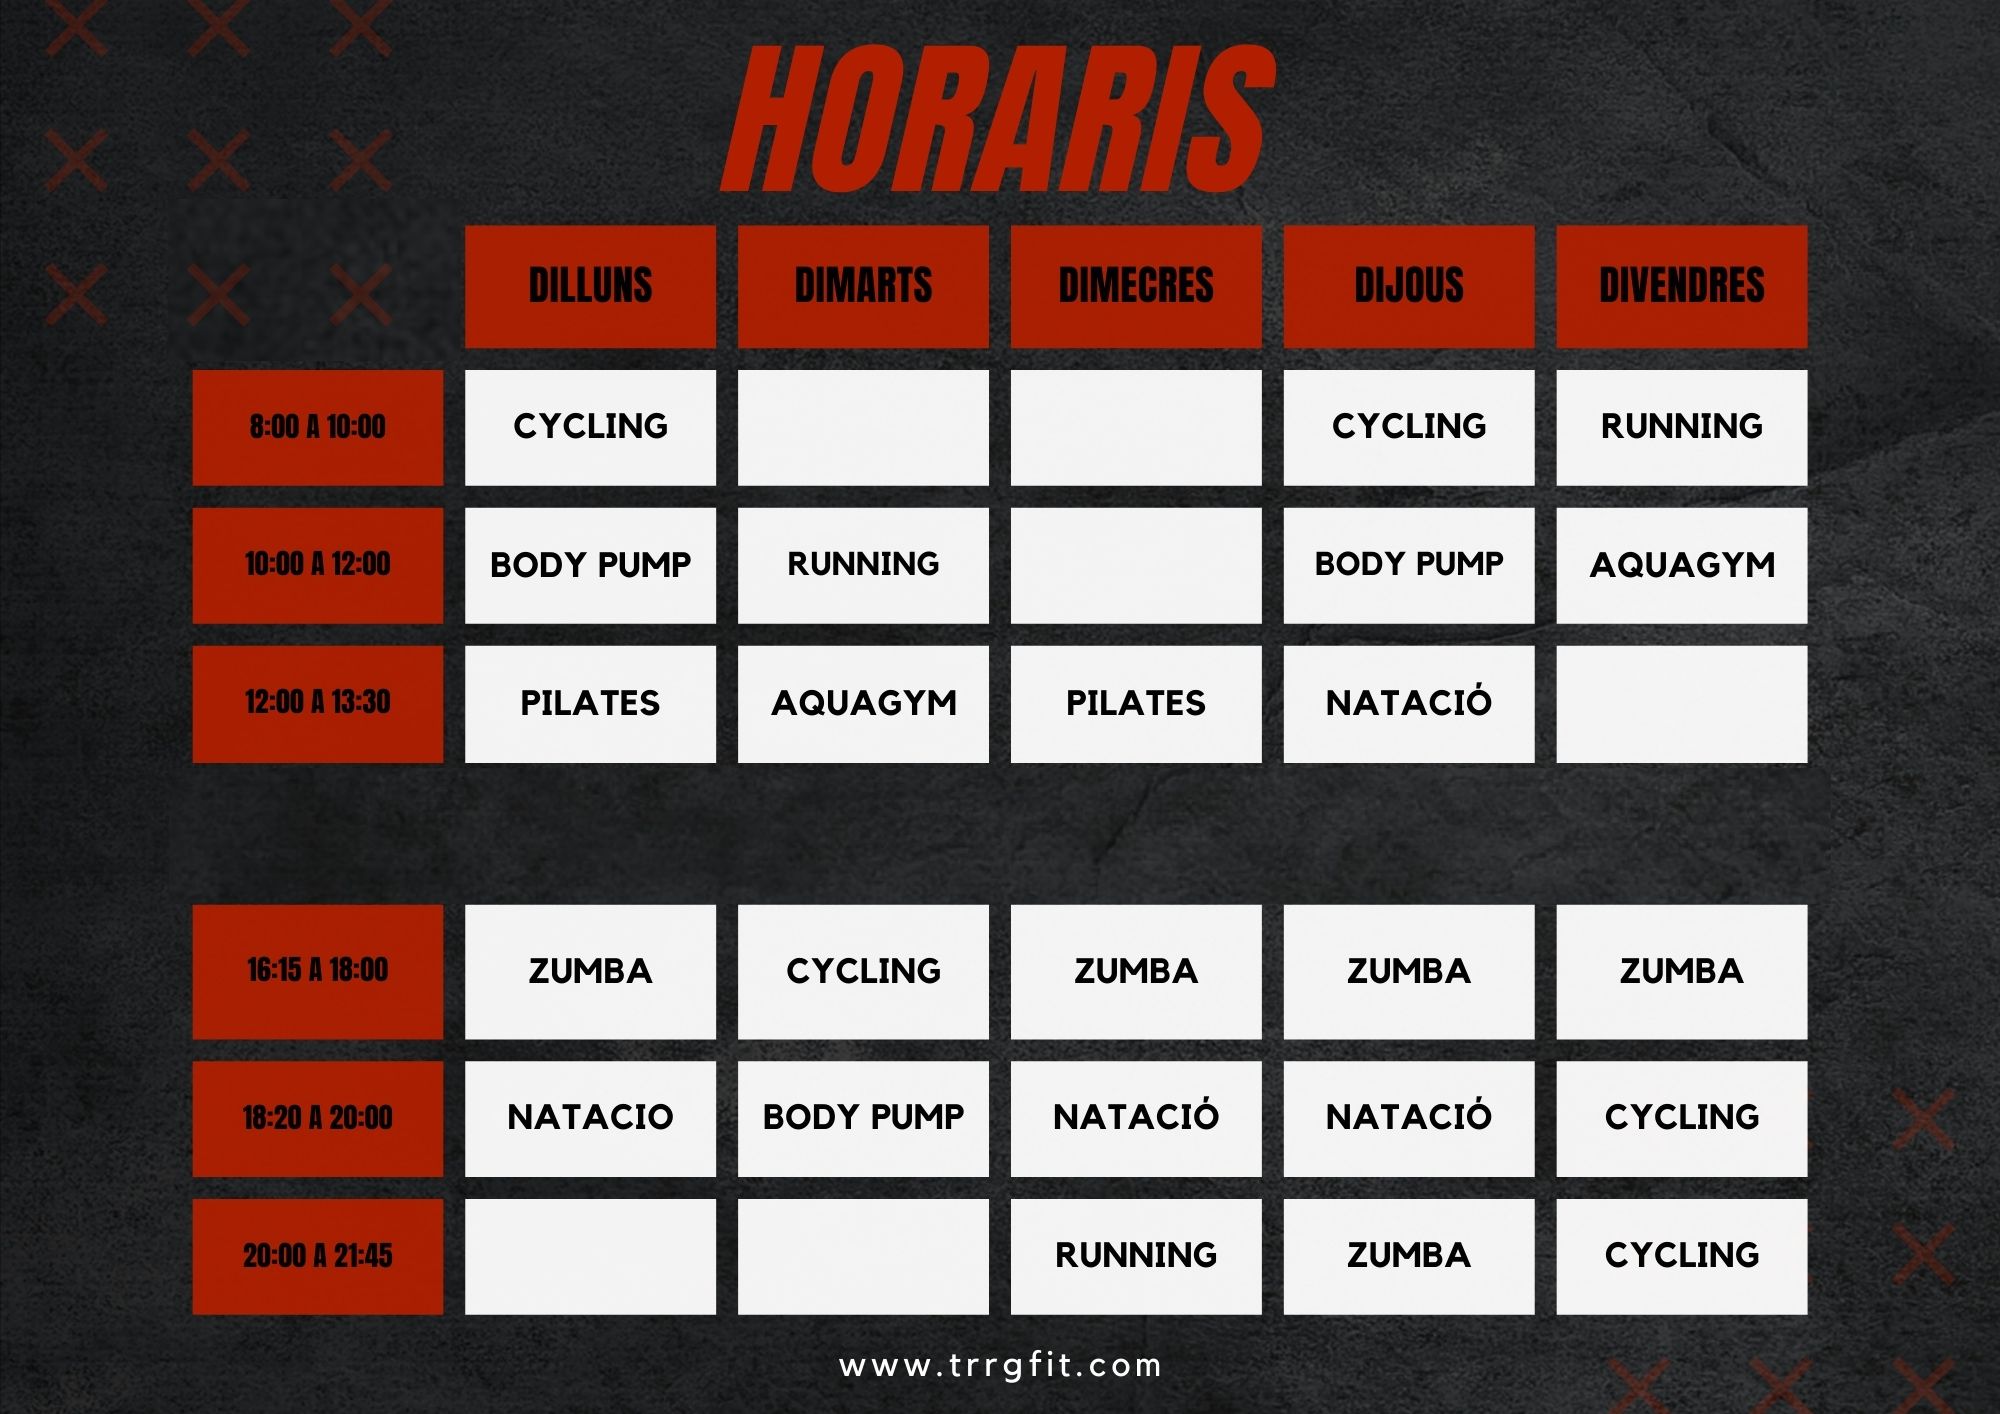 HORARIS
DILLUNS DIMARTS DIMECRES DIJOUS DIVENDRES
8:00 A 10:00 CYCLING CYCLING RUNNING
10:00 A 12:00 BODY PUMP RUNNING BODY PUMP AQUAGYM
12:00 A 13:30 PILATES AQUAGYM PILATES NATACIÓ
16:15 A 18:00 ZUMBA CYCLING ZUMBA ZUMBA ZUMBA
18:20 A 20:00 NATACIO BODY PUMP NATACIÓ NATACIÓ CYCLING
20:00 A 21:45 RUNNING ZUMBA CYCLING
www.trrgfit.com